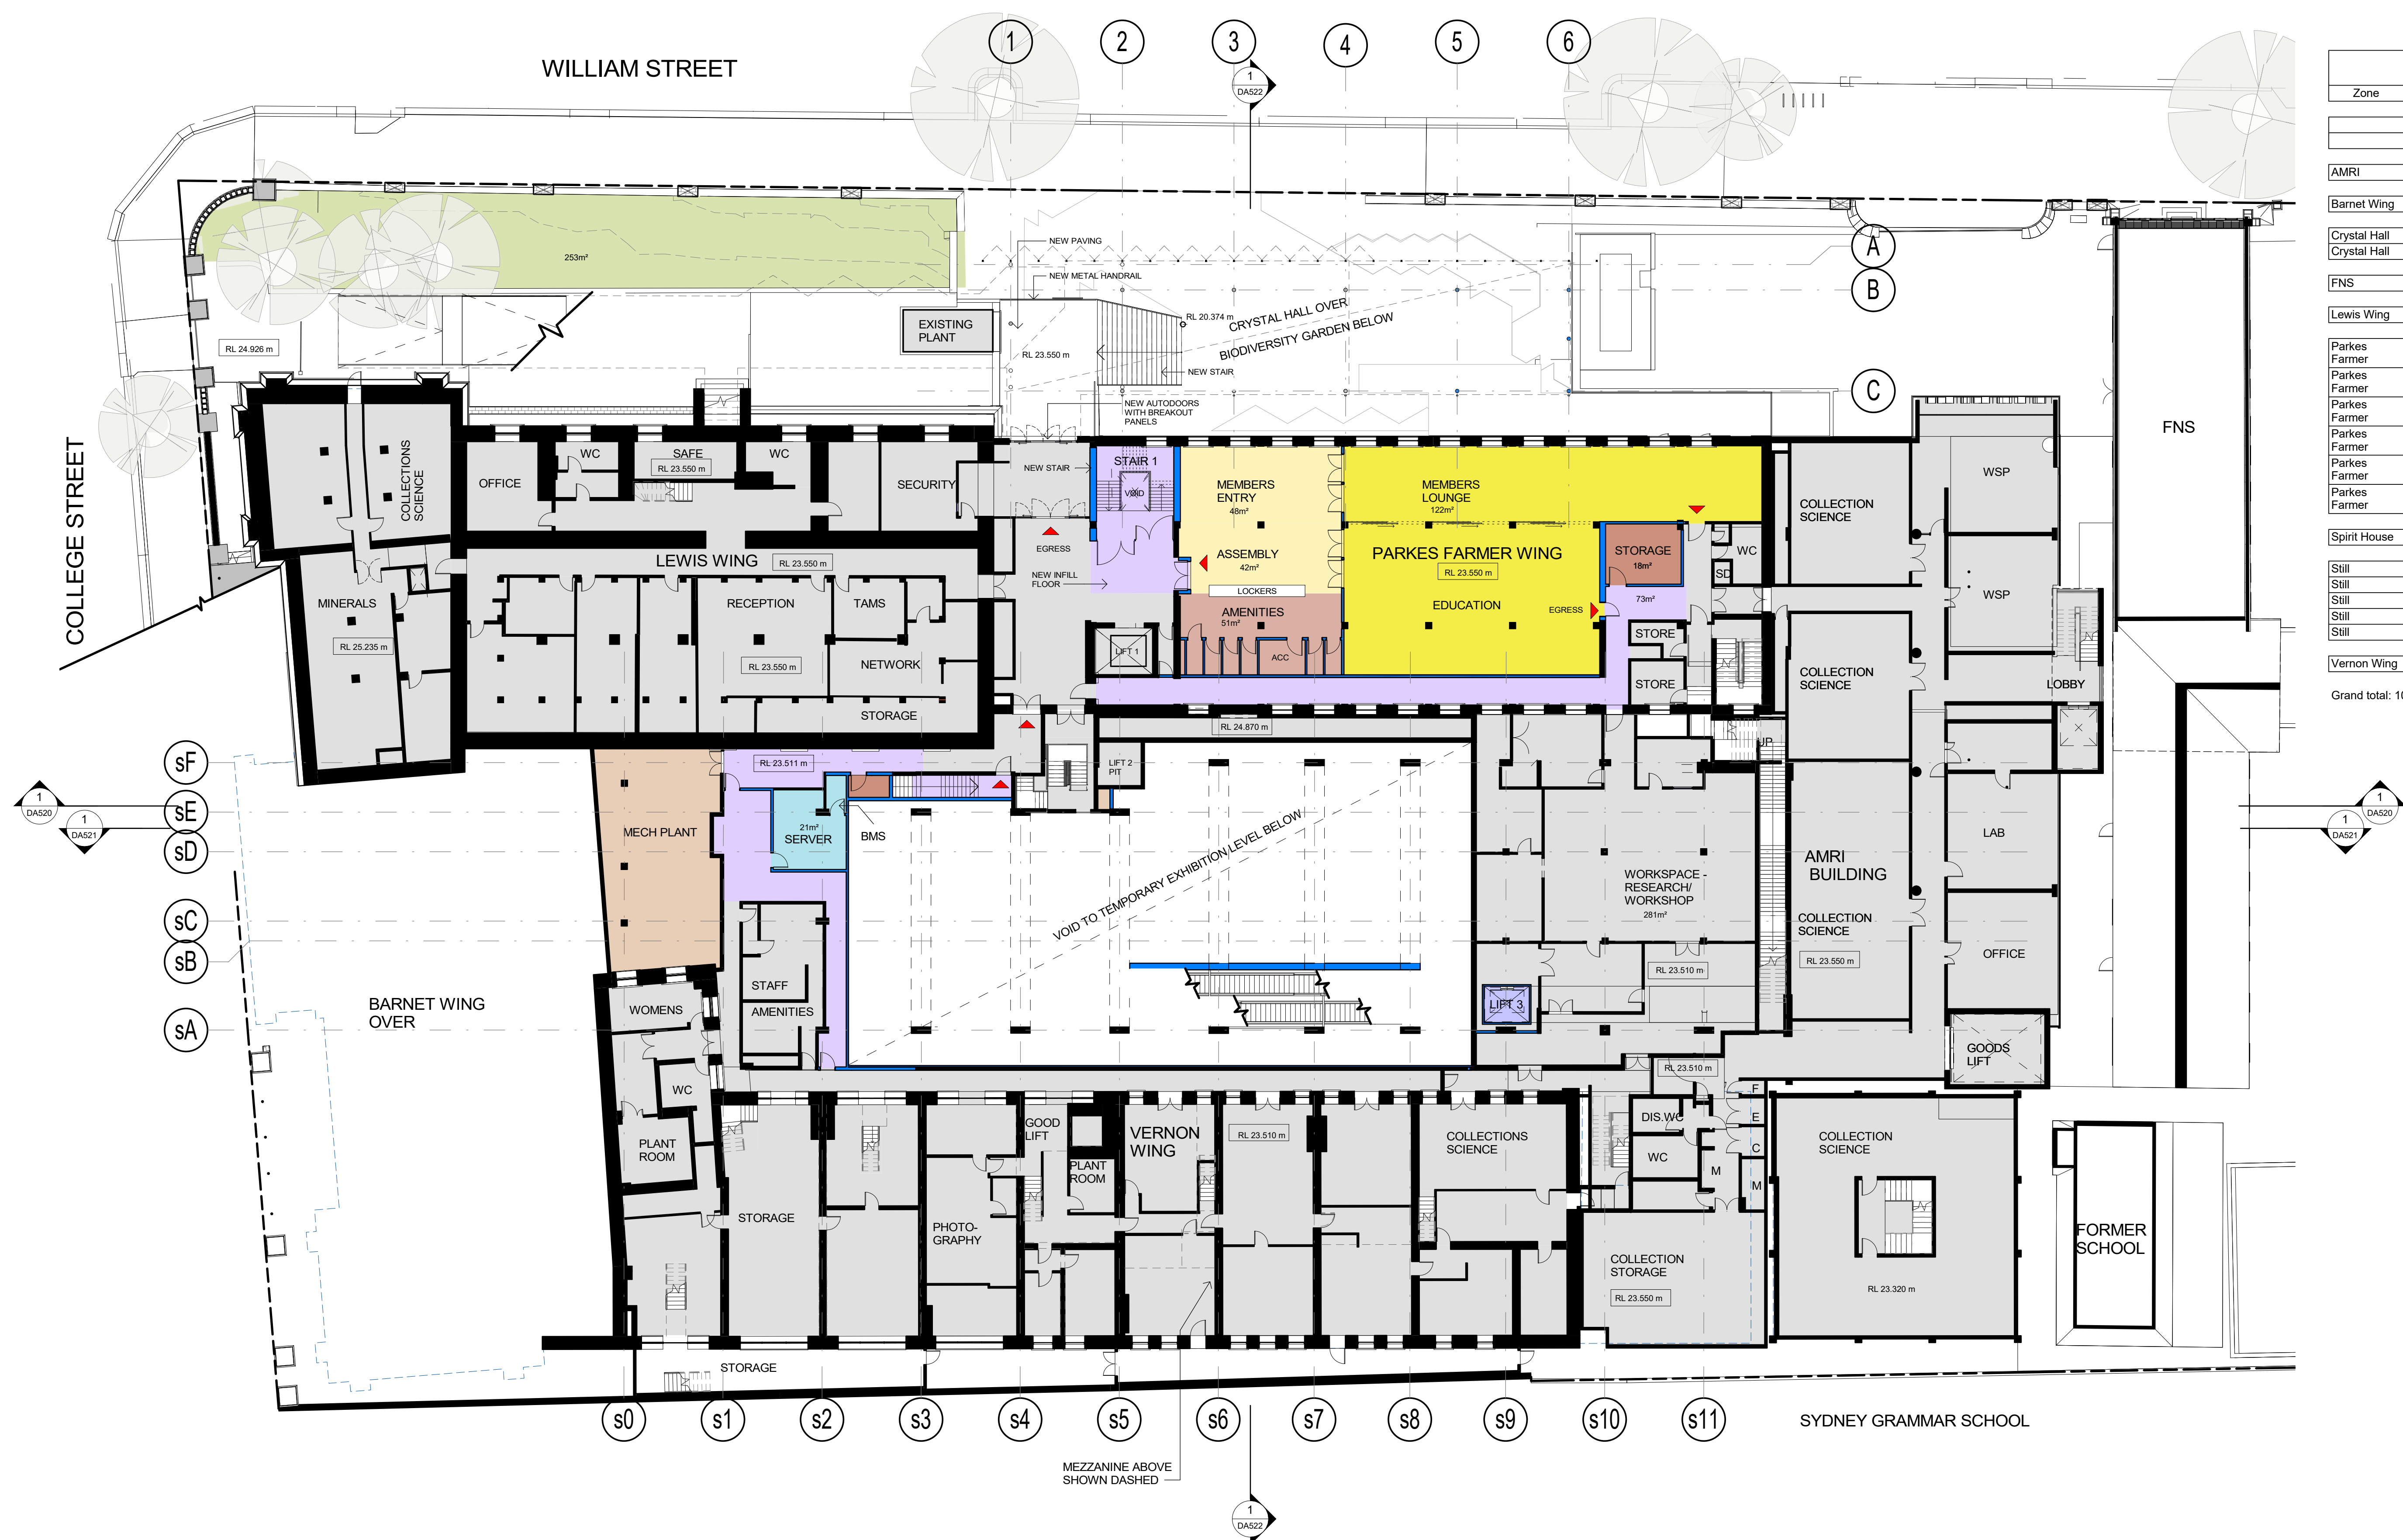 WILLIAM STREET
1
2
3
4
5
6
1
DA522
Zone
AMRI
Barnet Wing
Crystal Hall
Crystal Hall
FNS
Lewis Wing
Parkes
Farmer
Parkes
Farmer
Parkes
Farmer
Parkes
Farmer
Parkes
Farmer
Parkes
Farmer
Spirit House
Still
Still
Still
Still
Still
Vernon Wing
Grand total: 10
253m²
NEW PAVING
NEW METAL HANDRAIL
A
B
C
RL 20.374 m
CRYSTAL HALL OVER
BIODIVERSITY GARDEN BELOW
EXISTING
PLANT
RL 24.926 m
RL 23.550 m
NEW STAIR
NEW AUTODOORS
WITH BREAKOUT
PANELS
FNS
COLLEGE STREET
COLLECTIONS
SCIENCE
OFFICE
WC
SAFE
RL 23.550 m
WC
SECURITY
NEW STAIR
STAIR 1
VOID
MEMBERS
ENTRY
48m²
MEMBERS
LOUNGE
122m²
COLLECTION
SCIENCE
WSP
EGRESS
NEW INFILL
FLOOR
ASSEMBLY
42m²
PARKES FARMER WING
RL 23.550 m
STORAGE
18m²
WC
SD
LEWIS WING
RL 23.550 m
MINERALS
RL 25.235 m
RECEPTION
TAMS
LOCKERS
AMENITIES
51m²
ACC
EDUCATION
EGRESS
73m²
STORE
STORE
WSP
RL 23.550 m
NETWORK
STORAGE
LIFT 1
COLLECTION
SCIENCE
LOBBY
RL 24.870 m
UP
sF
sE
sD
sC
sB
sA
1
DA520
1
DA521
RL 23.511 m
LIFT 2
PIT
MECH PLANT
21m²
SERVER
BMS
VOID TO TEMPORARY EXHIBITION LEVEL BELOW
WORKSPACE -
RESEARCH/
WORKSHOP
281m²
AMRI
BUILDING
COLLECTION
SCIENCE
RL 23.550 m
LAB
OFFICE
1
DA520
1
DA521
BARNET WING
OVER
STAFF
AMENITIES
WOMENS
WC
PLANT
ROOM
LIFT 3
RL 23.510 m
RL 23.510 m
GOODS
LIFT
STORAGE
PHOTO-
GRAPHY
GOOD
LIFT
PLANT
ROOM
VERNON
WING
RL 23.510 m
COLLECTIONS
SCIENCE
DIS.WC
WC
F
E
C
M
M
COLLECTION
SCIENCE
COLLECTION
STORAGE
RL 23.550 m
RL 23.320 m
FORMER
SCHOOL
STORAGE
s0
s1
s2
s3
s4
s5
s6
s7
s8
s9
s10
s11
SYDNEY GRAMMAR SCHOOL
MEZZANINE ABOVE
SHOWN DASHED
1
DA522